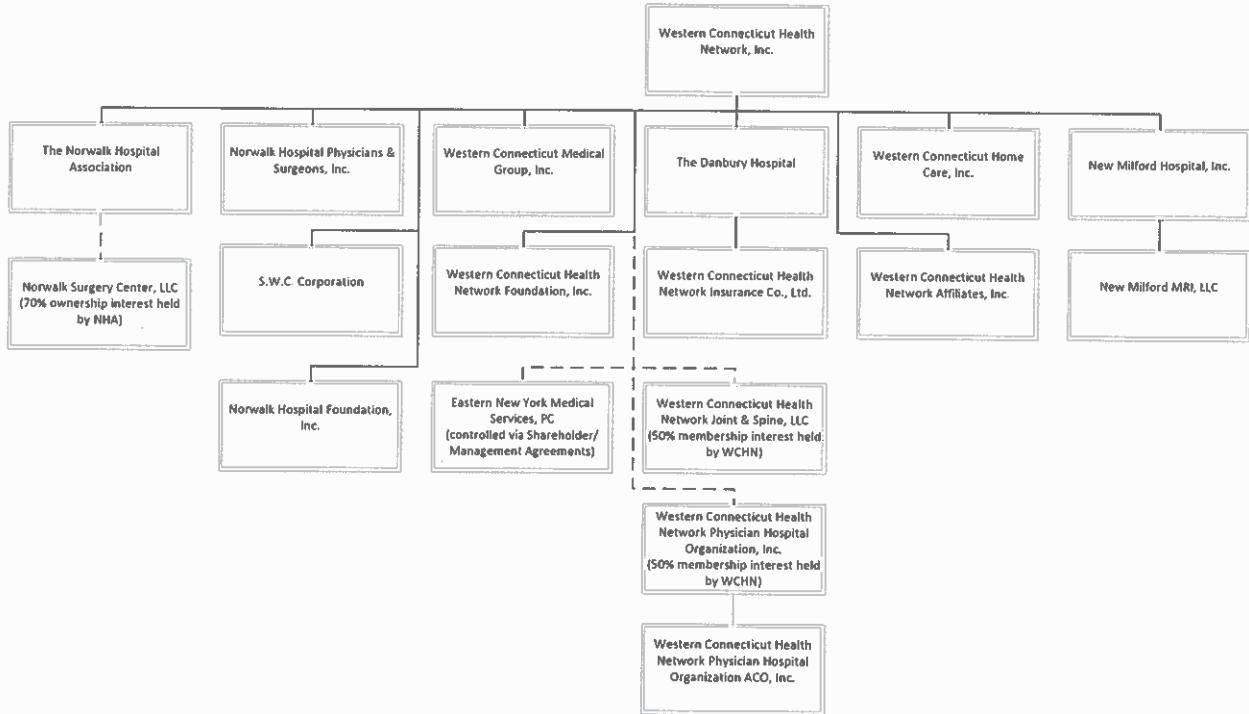 Western Connecticut Health
Network, Inc.
The Norwalk Hospital
Association
Norwalk Hospital Physicians &
Surgeons, Inc.
Western Connecticut Medical
Group, Inc.
The Danbury Hospital
Western Connecticut Home
Care, Inc.
New Milford Hospital, Inc.
Norwalk Surgery Center, LLC
(70% ownership interest held
by NHA)
S.W.C. Corporation
Western Connecticut Health
Network Foundation, Inc.
Western Connecticut Health
Network Insurance Co., Ltd.
Western Connecticut Health
Network Affiliates, Inc.
New Milford MRI, LLC
Norwalk Hospital Foundation,
Inc.
Eastern New York Medical
Services, PC
(controlled via Shareholder/
Management Agreements)
Western Connecticut Health
Network Joint & Spine, LLC
(50% membership interest held
by WCHN)
Western Connecticut Health
Network Physician Hospital
Organization, Inc.
(50% membership interest held
by WCHN)
Western Connecticut Health
Network Physician Hospital
Organization ACO, Inc.